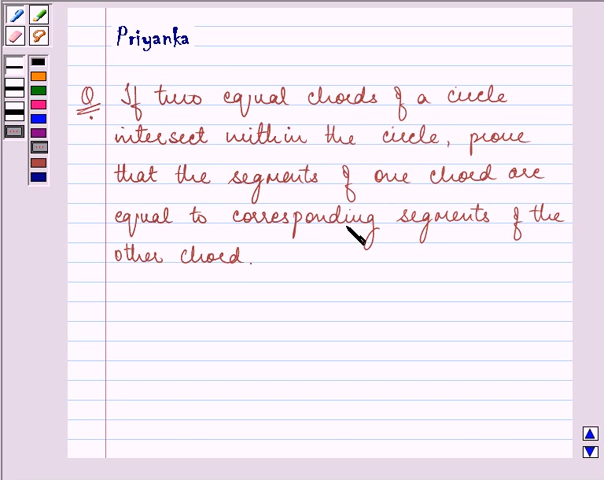 Priyanka
Q. If two equal chords of a circle
intersect within the circle, prove
that the segments of one chord are
equal to corresponding segments of the
other chord.